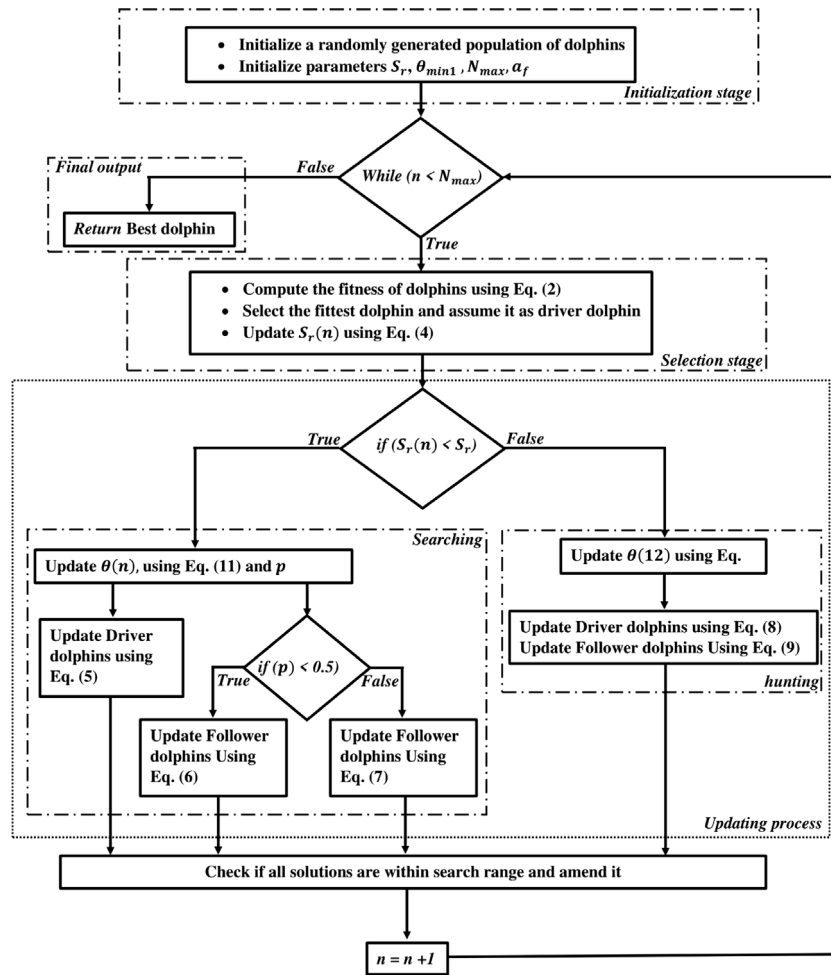 • Initialize a randomly generated population of dolphins
• Initialize parameters S_r, θ_min1 , N_max, a_f
Initialization stage
While (n < N_max)
False
Final output
Return Best dolphin
True
• Compute the fitness of dolphins using Eq. (2)
• Select the fittest dolphin and assume it as driver dolphin
• Update S_r(n) using Eq. (4)
Selection stage
if (S_r(n) < S_r)
True
False
Searching
Update θ(n), using Eq. (11) and p
Update θ(12) using Eq.
Update Driver
dolphins using
Eq. (5)
if (p) < 0.5)
True
False
Update Driver dolphins using Eq. (8)
Update Follower dolphins Using Eq. (9)
hunting
Update Follower
dolphins Using
Eq. (6)
Update Follower
dolphins Using
Eq. (7)
Updating process
Check if all solutions are within search range and amend it
n = n +1